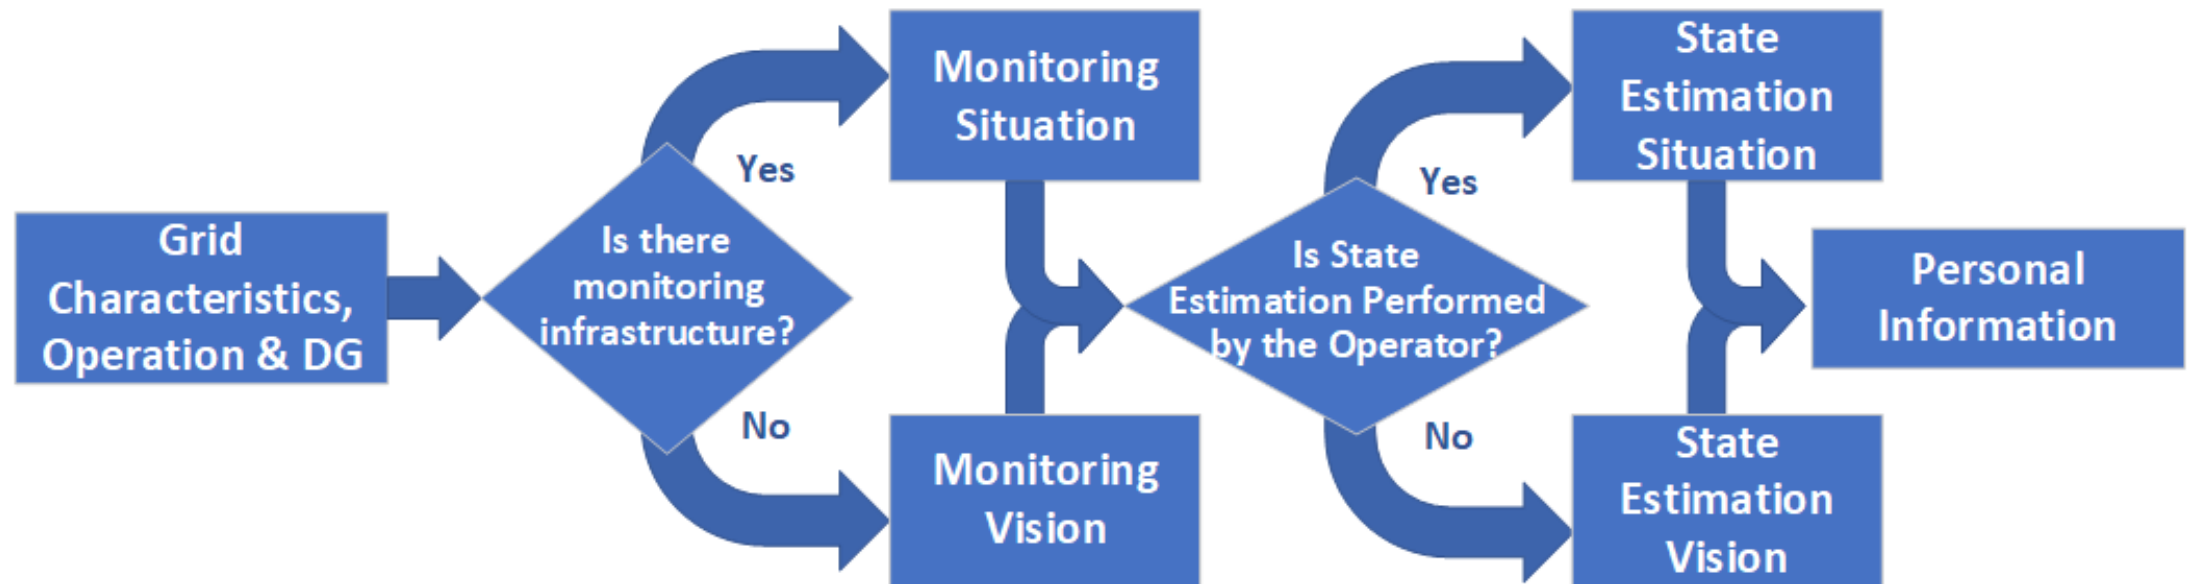 Grid
Characteristics,
Operation & DG
Is there
monitoring
infrastructure?
Yes
No
Monitoring
Situation
Monitoring
Vision
Is State
Estimation Performed
by the Operator?
Yes
No
State
Estimation
Situation
State
Estimation
Vision
Personal
Information